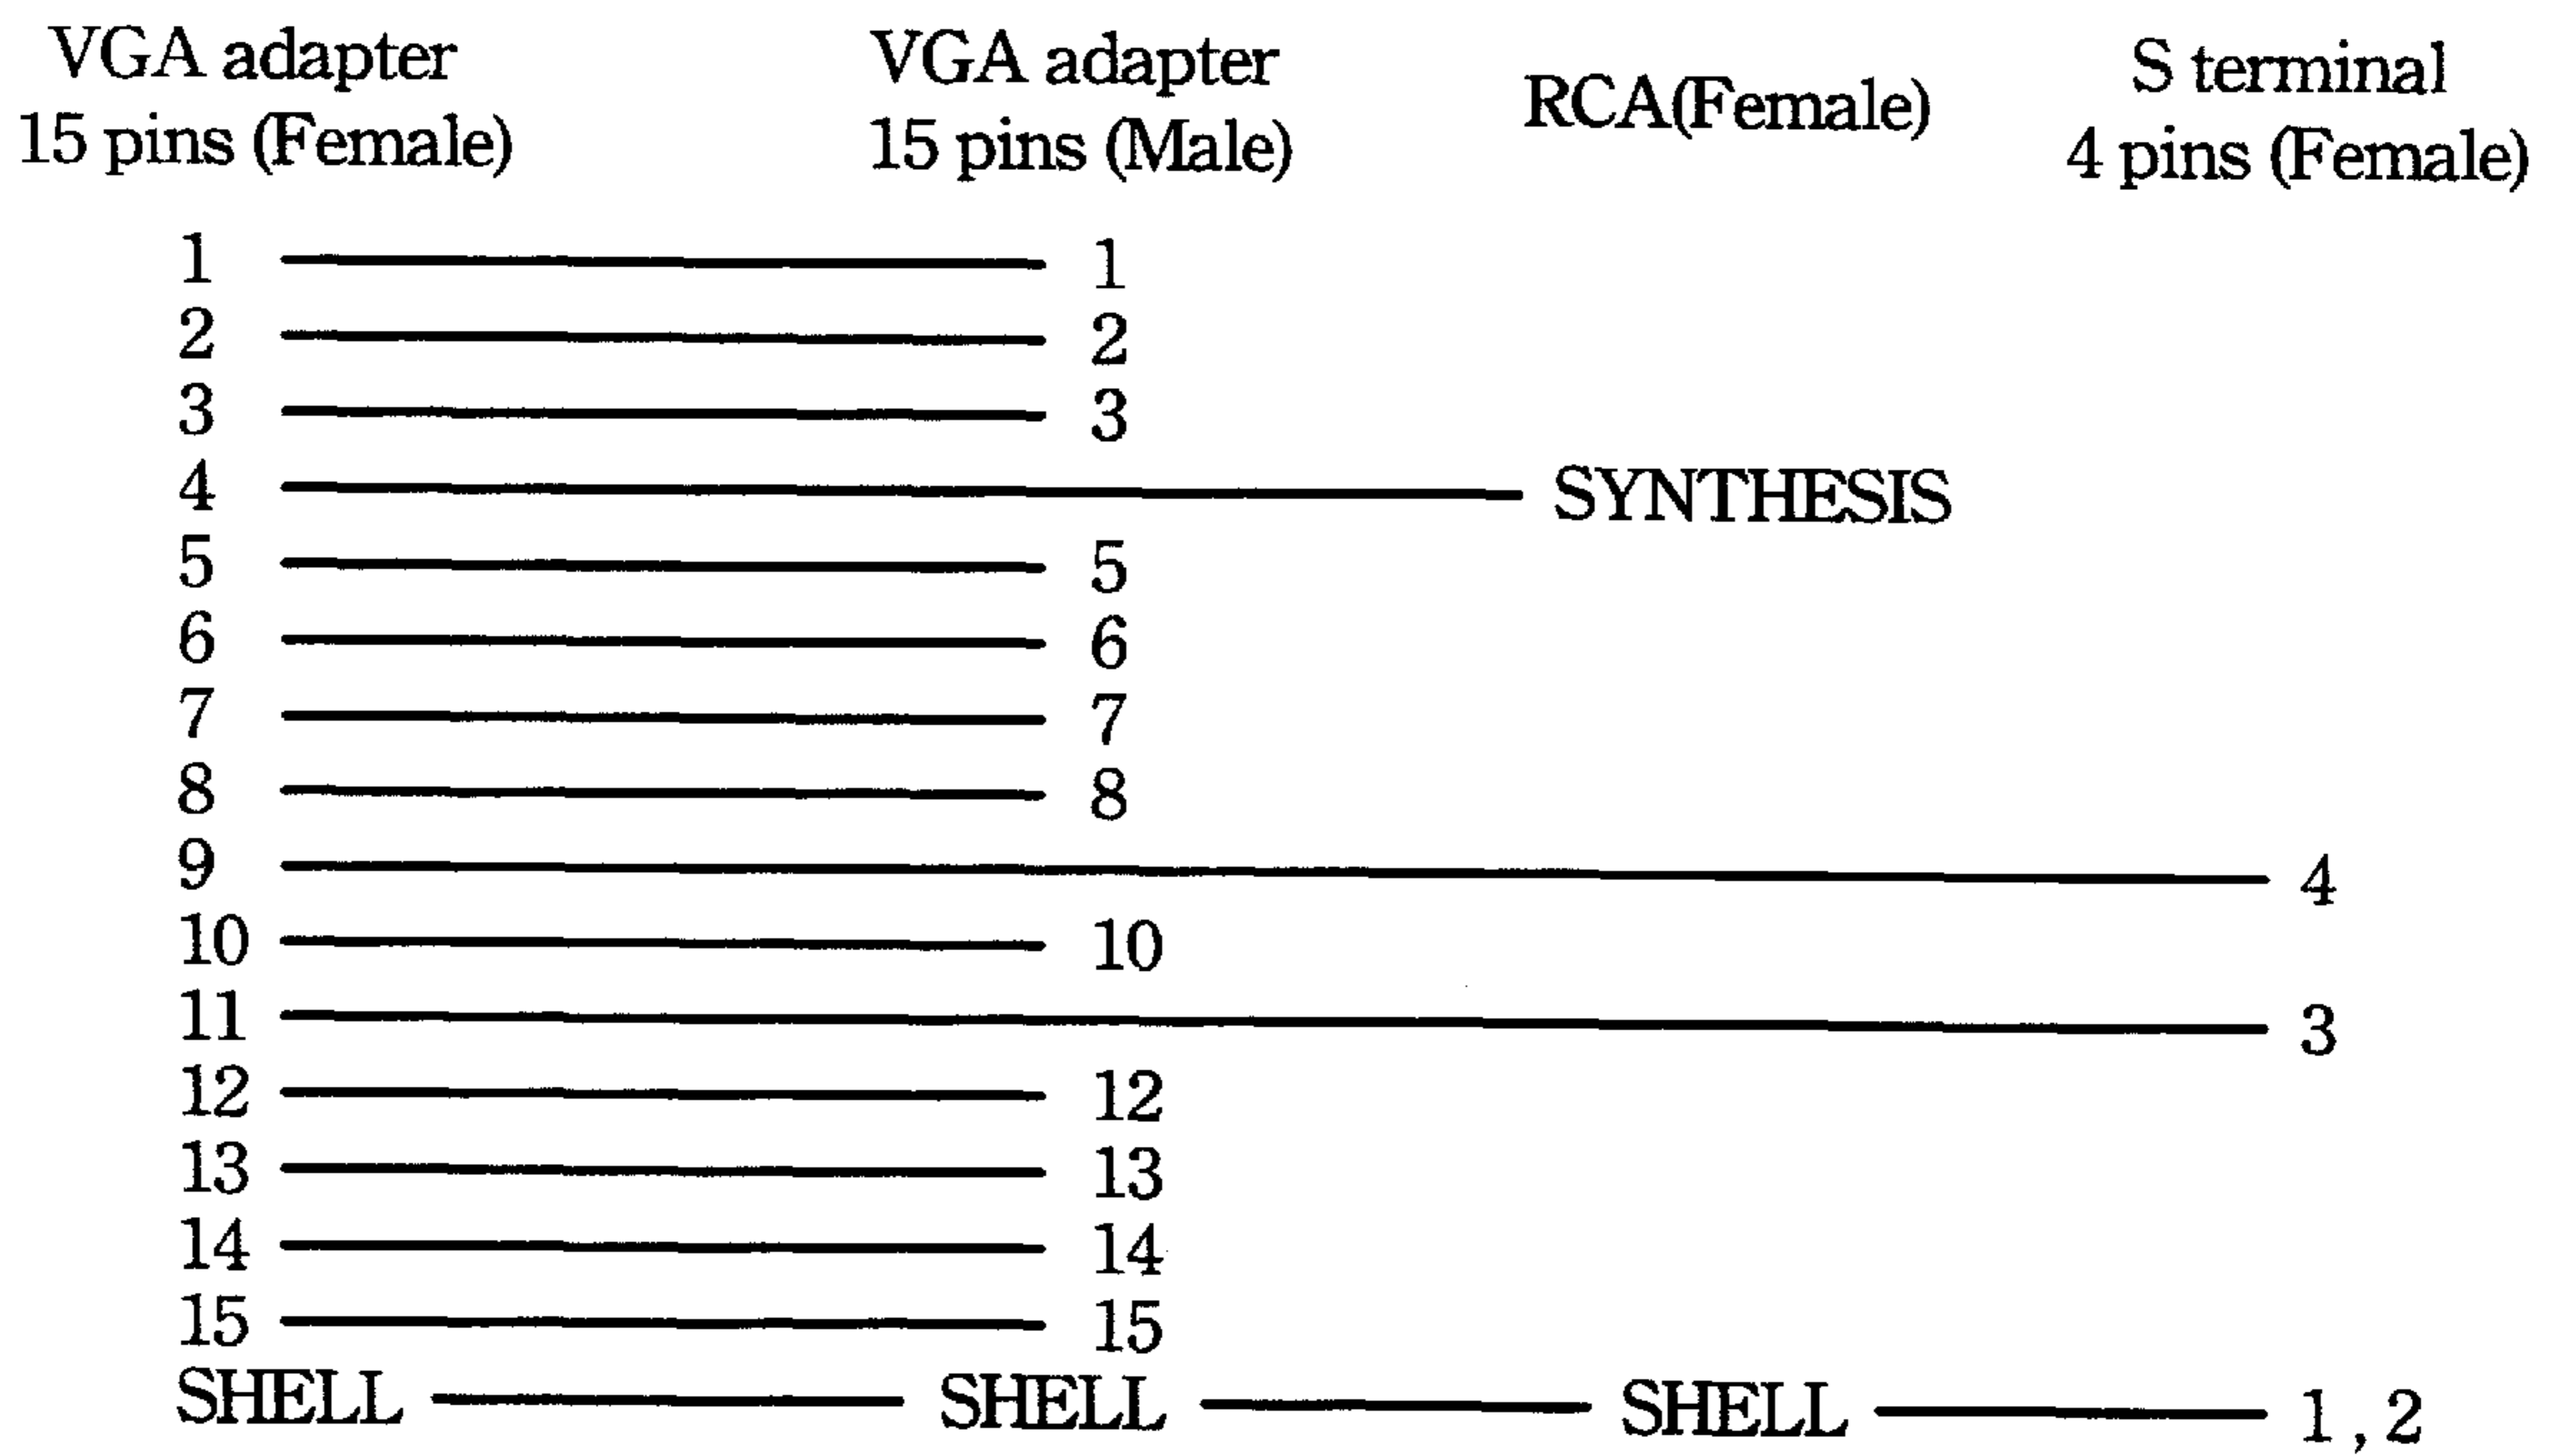 VGA adapter
15 pins (Female)
VGA adapter
15 pins (Male)
RCA(Female)
S terminal
4 pins (Female)
1 1
2 2
3 3
4 SYNTHESIS
5 5
6 6
7 7
8 8
9 4
10 10
11 3
12 12
13 13
14 14
15 15
SHELL SHELL SHELL 1, 2